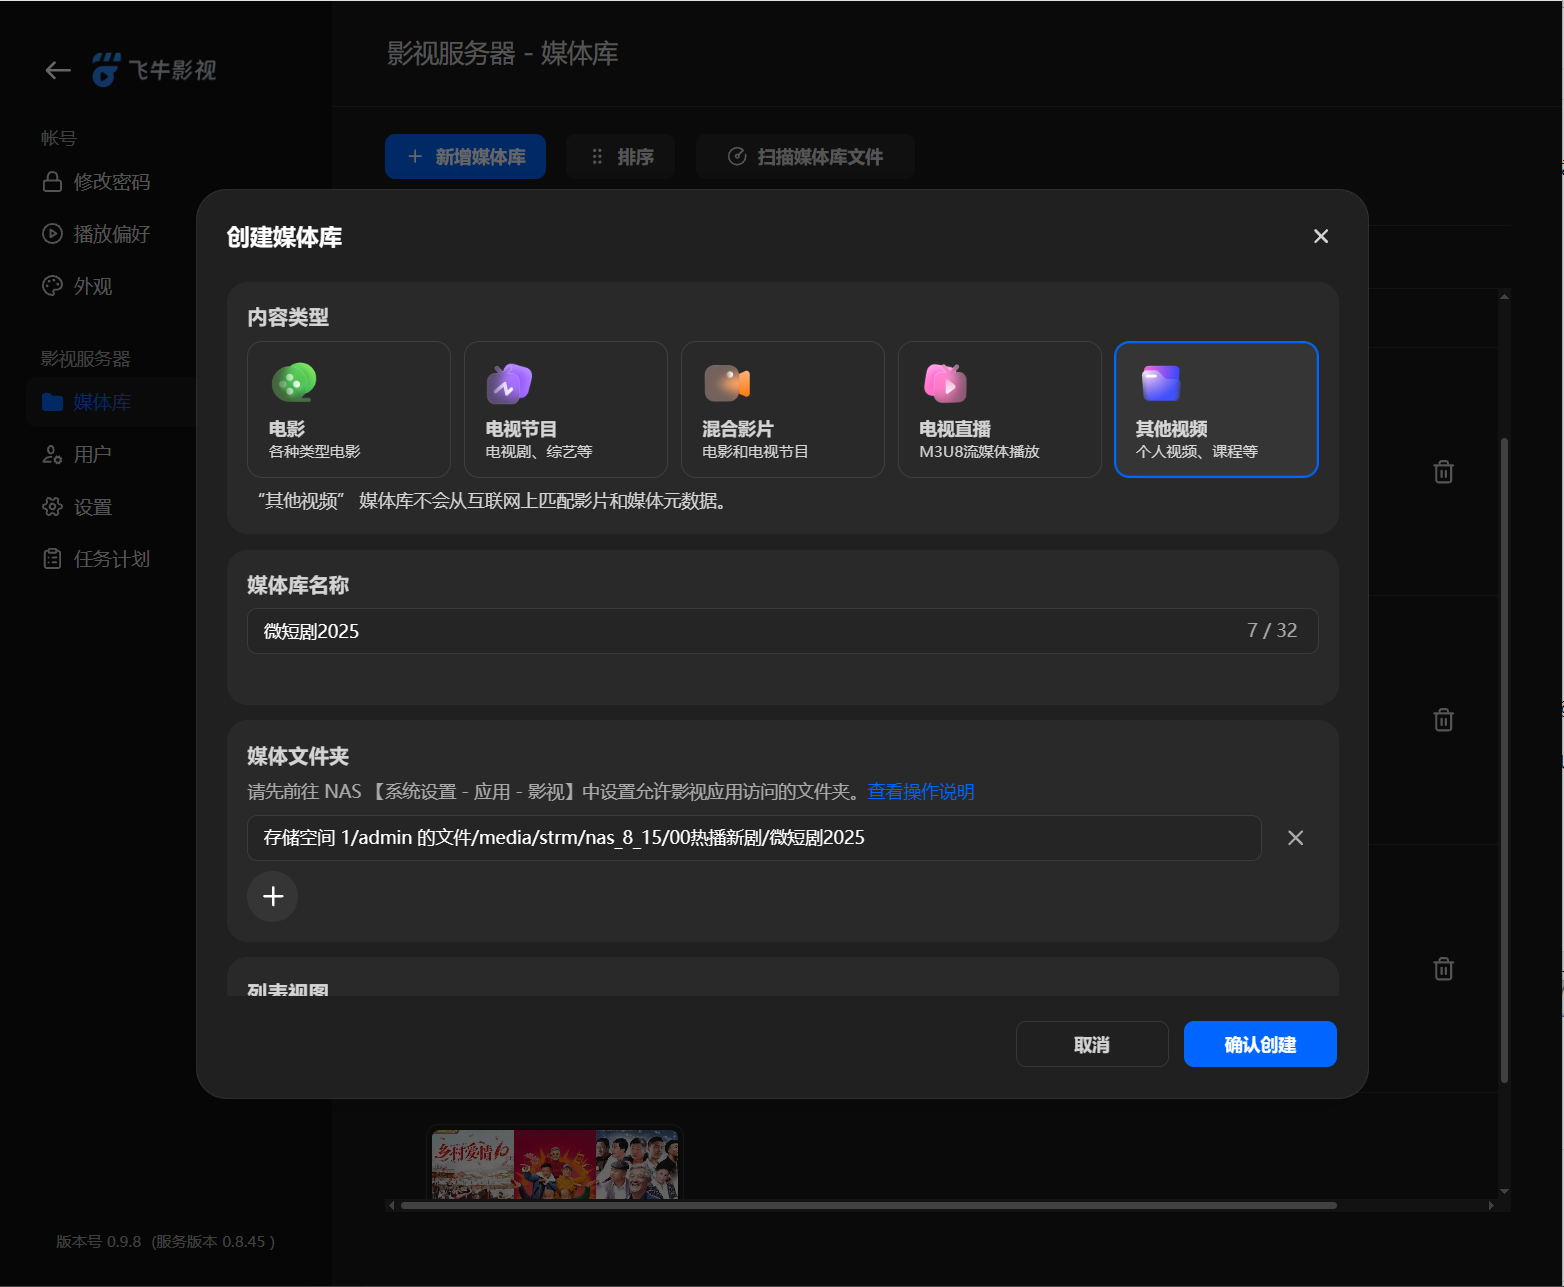 飞牛影视
帐号
修改密码
播放偏好
外观
影视服务器
媒体库
用户
设置
任务计划
版本号 0.9.8 (服务版本 0.8.45 )
影视服务器 - 媒体库
新增媒体库
排序
扫描媒体库文件
创建媒体库
内容类型
电影
各种类型电影
电视节目
电视剧、综艺等
混合影片
电影和电视节目
电视直播
M3U8流媒体播放
其他视频
个人视频、课程等
“其他视频” 媒体库不会从互联网上匹配影片和媒体元数据。
媒体库名称
微短剧2025
7 / 32
媒体文件夹
请先前往 NAS 【系统设置 - 应用 - 影视】中设置允许影视应用访问的文件夹。查看操作说明
存储空间 1/admin 的文件/media/strm/nas_8_15/00热播新剧/微短剧2025
列表视图
取消
确认创建
乡村爱情